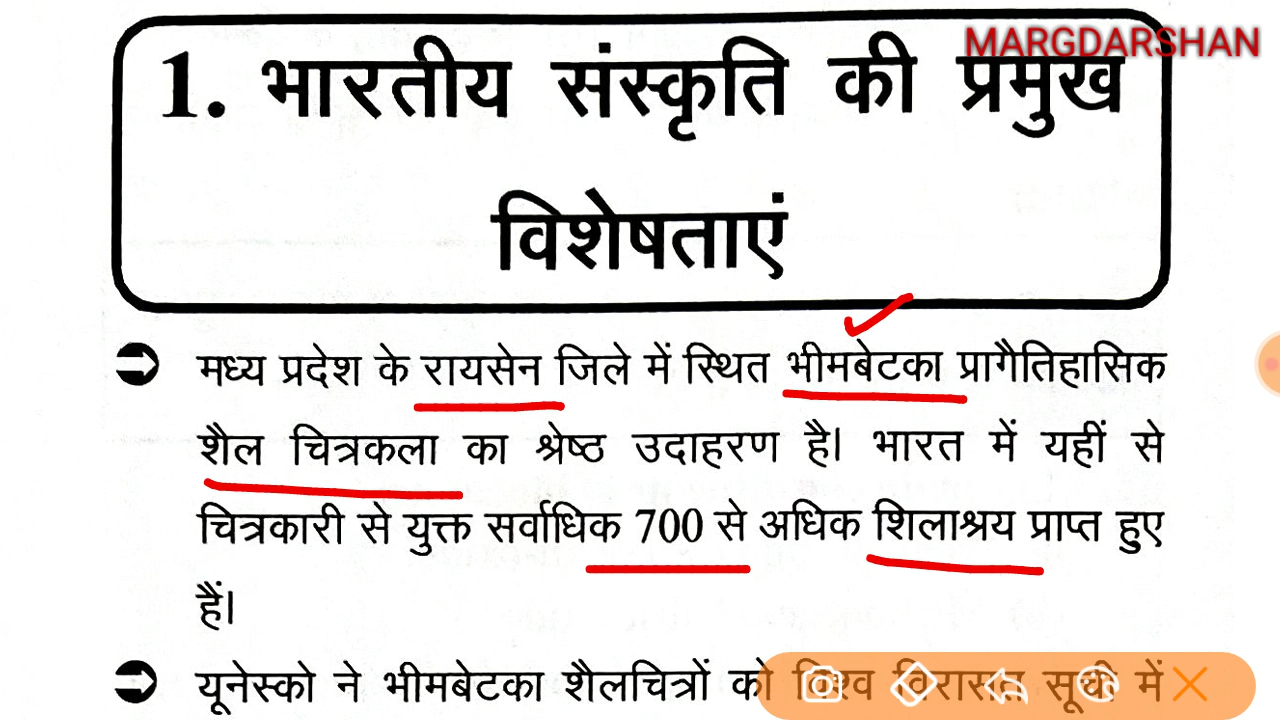 MARGDARSHAN
1. भारतीय संस्कृति की प्रमुख
विशेषताएं
मध्य प्रदेश के रायसेन जिले में स्थित भीमबेटका प्रागैतिहासिक
शैल चित्रकला का श्रेष्ठ उदाहरण है। भारत में यहीं से
चित्रकारी से युक्त सर्वाधिक 700 से अधिक शिलाश्रय प्राप्त हुए
हैं।
यूनेस्को ने भीमबेटका शैलचित्रों को विश्व विरासत सूची में